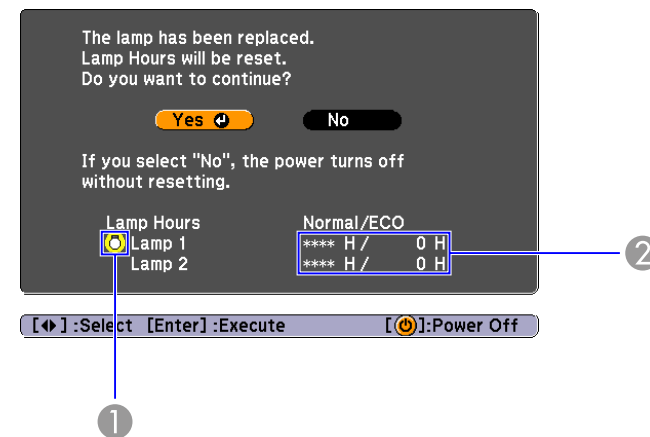 The lamp has been replaced.
Lamp Hours will be reset.
Do you want to continue?
Yes No
If you select "No", the power turns off
without resetting.
Lamp Hours Normal/ECO
Lamp 1 **** H / 0 H
Lamp 2 **** H / 0 H
2
[◀▶] :Select [Enter] :Execute [⏻]:Power Off
1